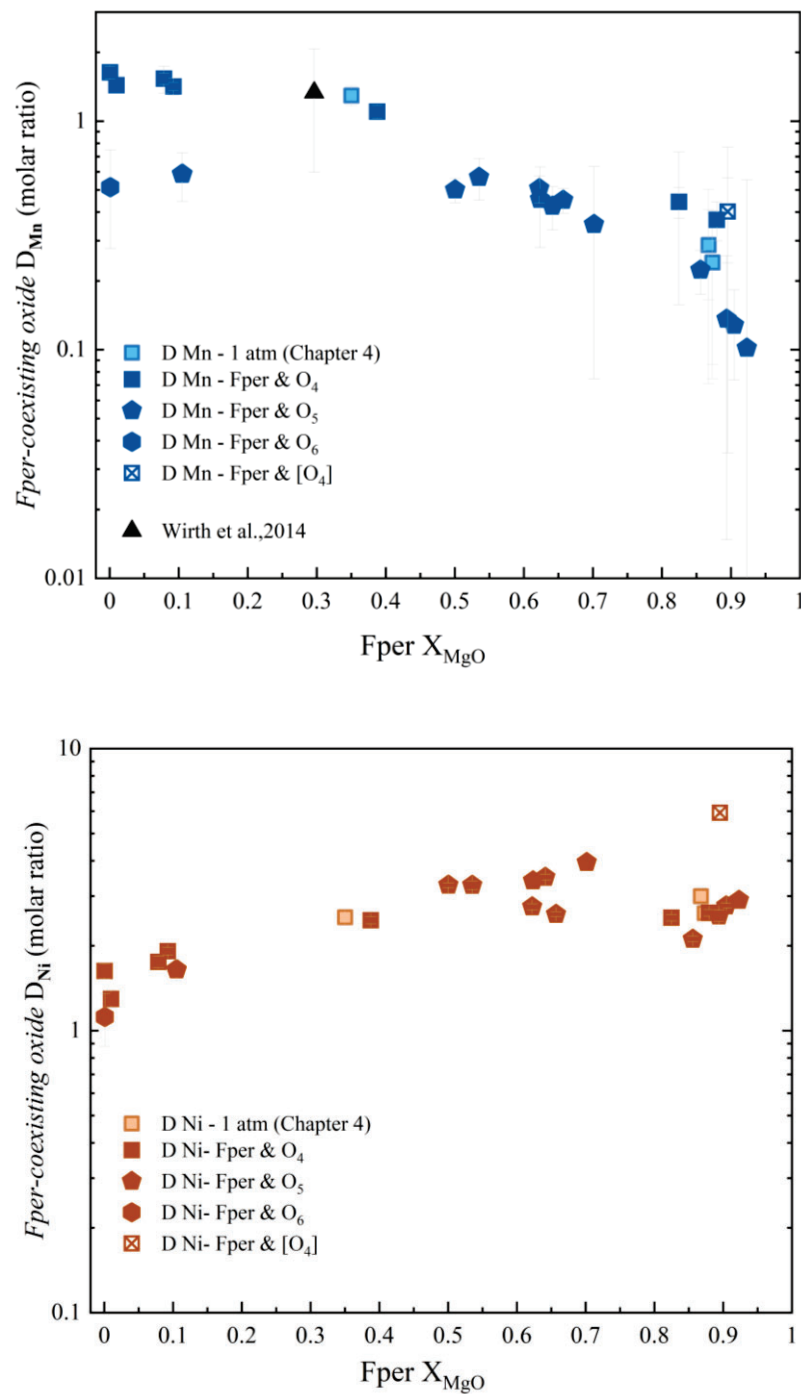 Fper-coexisting oxide D_Mn (molar ratio)
1
0.1
0.01
D Mn - 1 atm (Chapter 4)
D Mn - Fper & O₄
D Mn - Fper & O₅
D Mn - Fper & O₆
D Mn - Fper & [O₄]
Wirth et al.,2014
0 0.1 0.2 0.3 0.4 0.5 0.6 0.7 0.8 0.9 1
Fper X_MgO
Fper-coexisting oxide D_Ni (molar ratio)
10
1
0.1
D Ni - 1 atm (Chapter 4)
D Ni- Fper & O₄
D Ni- Fper & O₅
D Ni- Fper & O₆
D Ni- Fper & [O₄]
0 0.1 0.2 0.3 0.4 0.5 0.6 0.7 0.8 0.9 1
Fper X_MgO